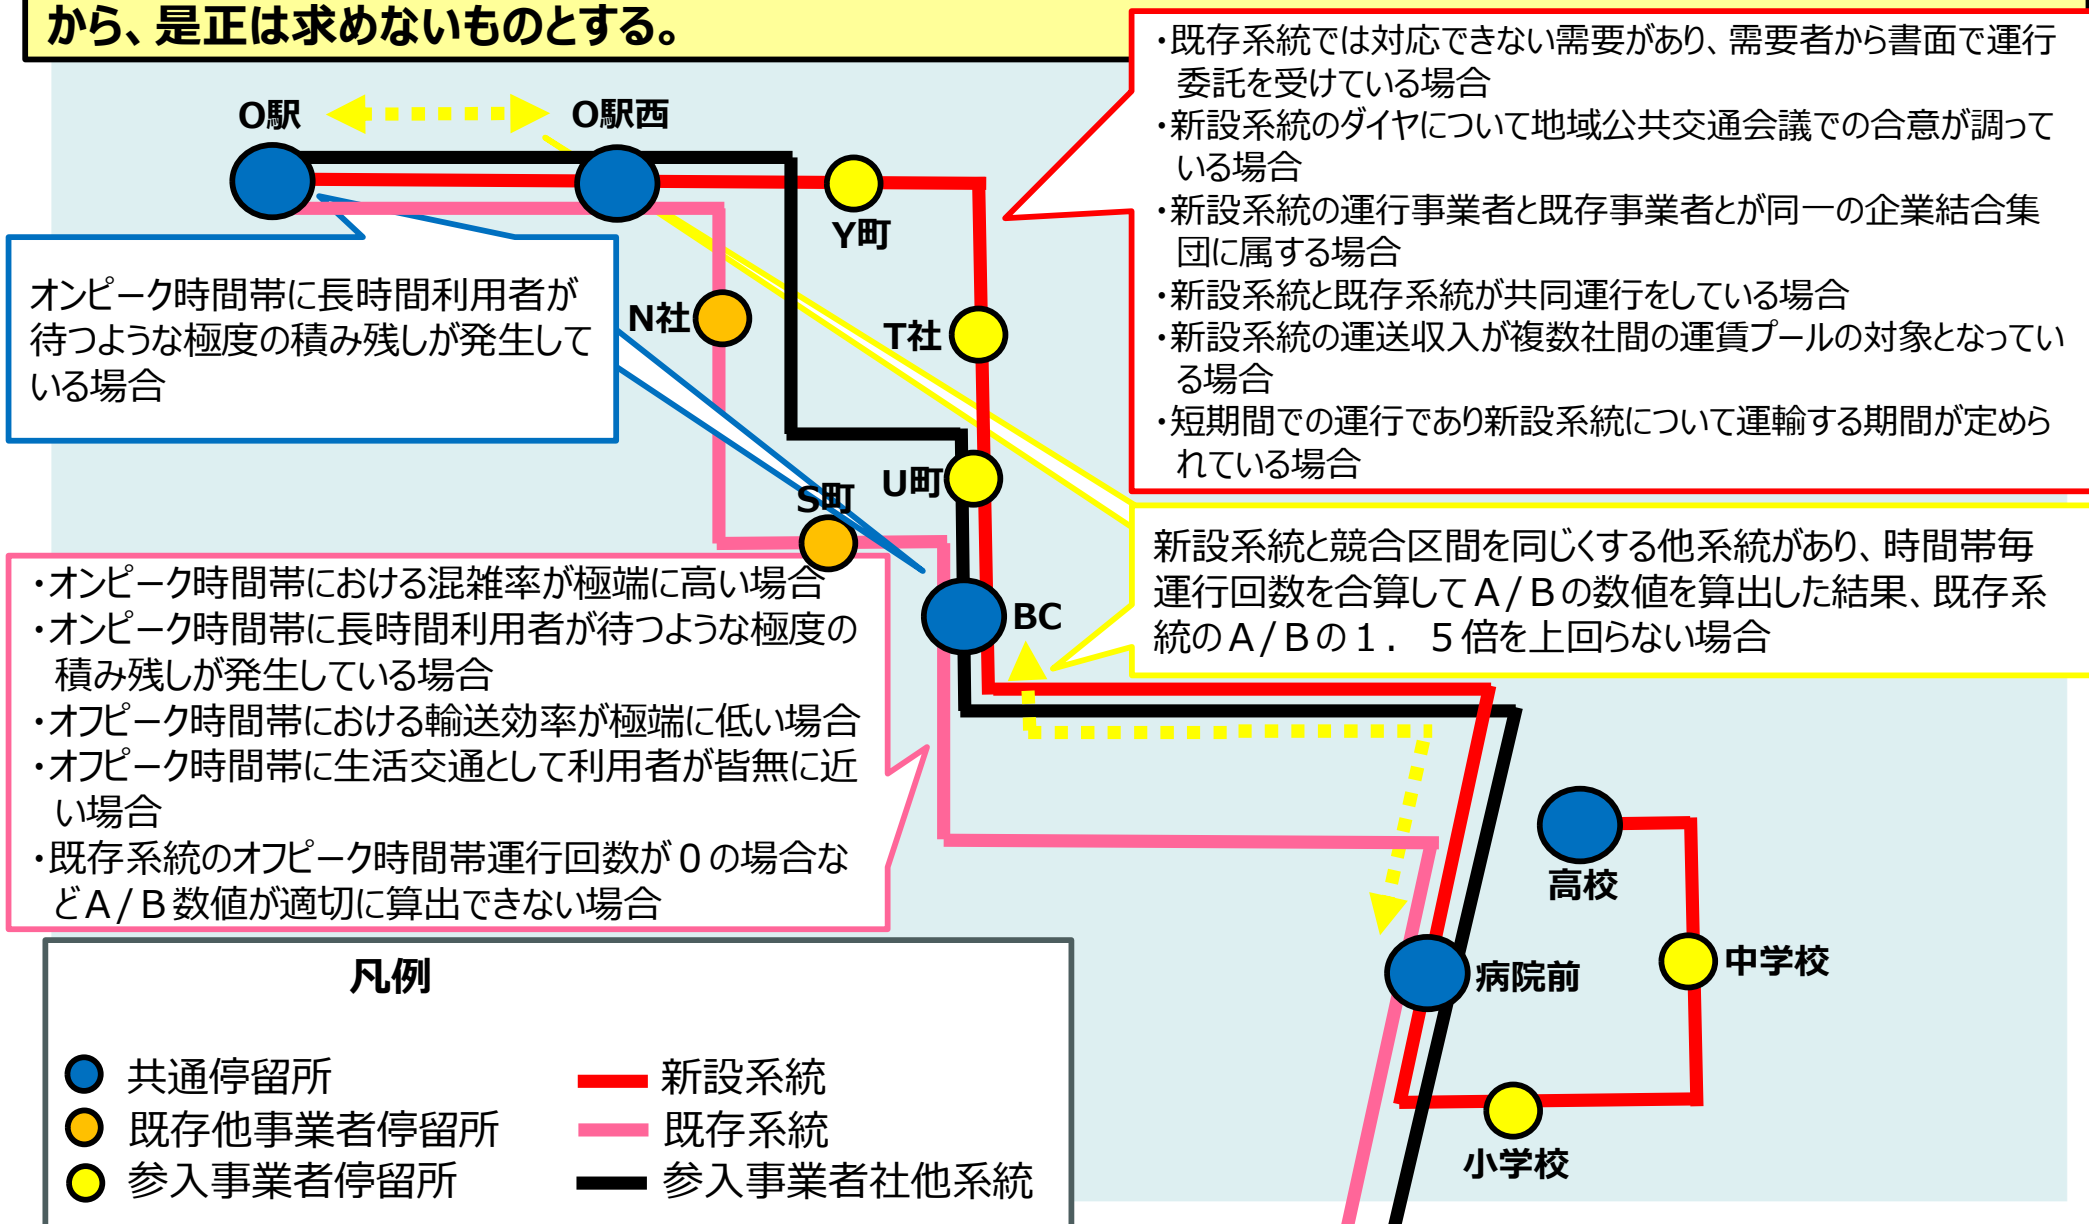 から、是正は求めないものとする。
・既存系統では対応できない需要があり、需要者から書面で運行
委託を受けている場合
・新設系統のダイヤについて地域公共交通会議での合意が調って
いる場合
・新設系統の運行事業者と既存事業者とが同一の企業結合集
団に属する場合
・新設系統と既存系統が共同運行をしている場合
・新設系統の運送収入が複数社間の運賃プールの対象となってい
る場合
・短期間での運行であり新設系統について運輸する期間が定めら
れている場合
O駅
O駅西
Y町
オンピーク時間帯に長時間利用者が
待つような極度の積み残しが発生して
いる場合
N社
T社
U町
S町
BC
新設系統と競合区間を同じくする他系統があり、時間帯毎
運行回数を合算してA/Bの数値を算出した結果、既存系
統のA/Bの1.5倍を上回らない場合
・オンピーク時間帯における混雑率が極端に高い場合
・オンピーク時間帯に長時間利用者が待つような極度の
積み残しが発生している場合
・オフピーク時間帯における輸送効率が極端に低い場合
・オフピーク時間帯に生活交通として利用者が皆無に近
い場合
・既存系統のオフピーク時間帯運行回数が0の場合な
どA/B数値が適切に算出できない場合
高校
中学校
病院前
小学校
凡例
共通停留所
既存他事業者停留所
参入事業者停留所
新設系統
既存系統
参入事業者社他系統